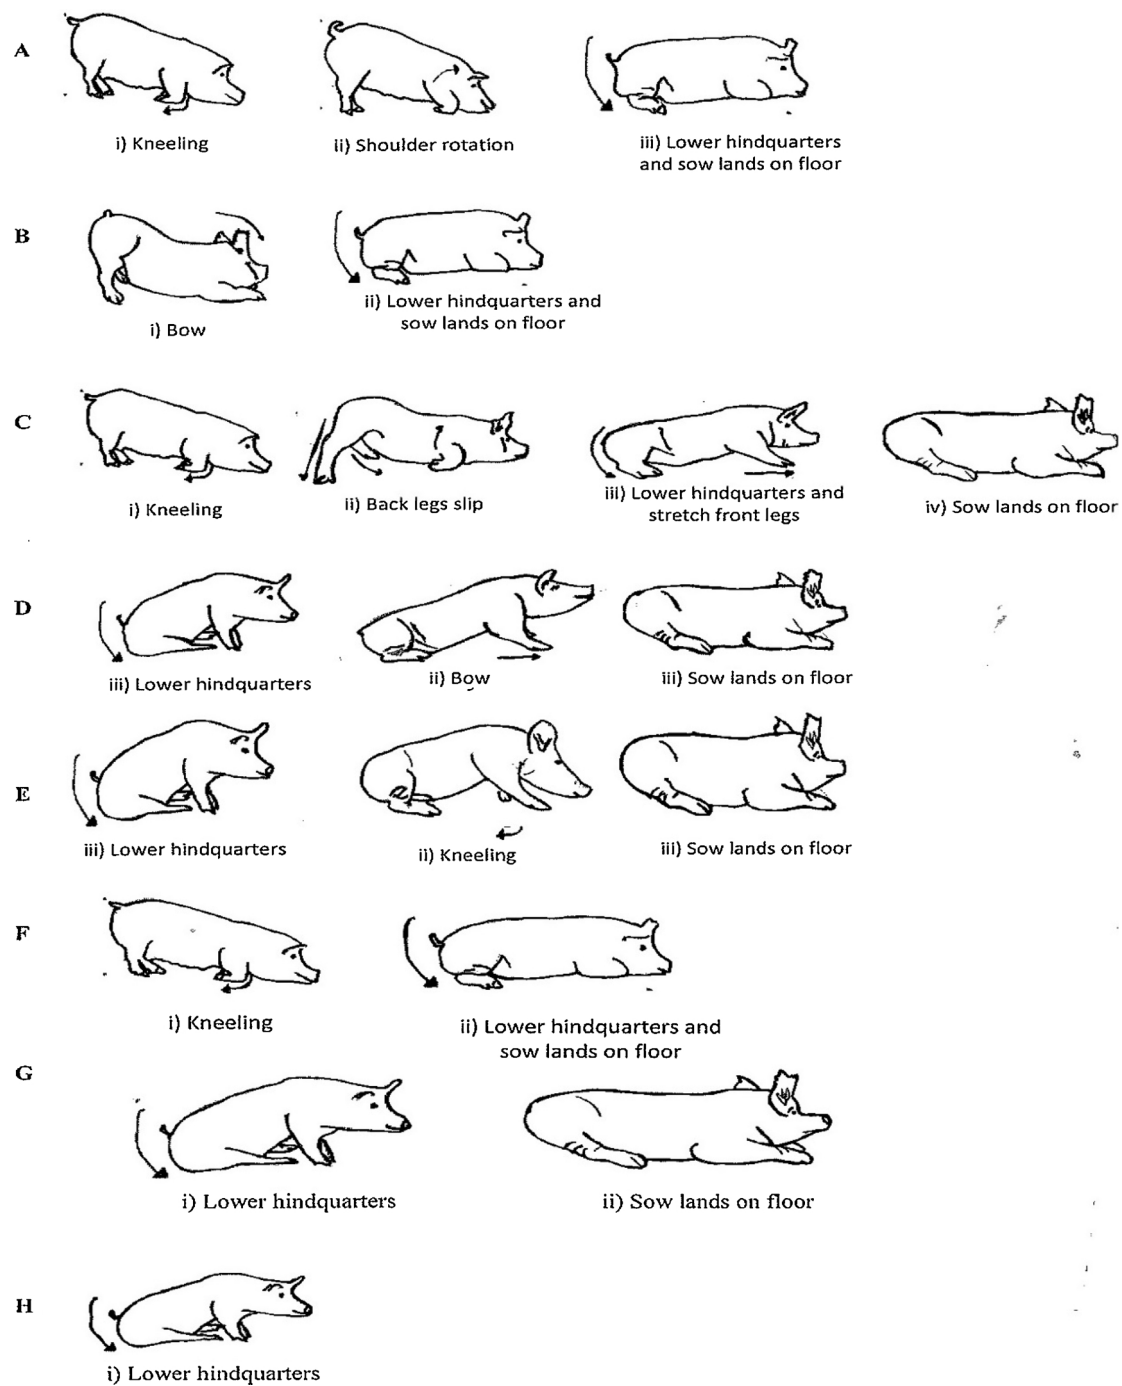 A
i) Kneeling
ii) Shoulder rotation
iii) Lower hindquarters
and sow lands on floor
B
i) Bow
ii) Lower hindquarters and
sow lands on floor
C
i) Kneeling
ii) Back legs slip
iii) Lower hindquarters and
stretch front legs
iv) Sow lands on floor
D
iii) Lower hindquarters
ii) Bow
iii) Sow lands on floor
E
iii) Lower hindquarters
ii) Kneeling
iii) Sow lands on floor
F
i) Kneeling
ii) Lower hindquarters and
sow lands on floor
G
i) Lower hindquarters
ii) Sow lands on floor
H
i) Lower hindquarters